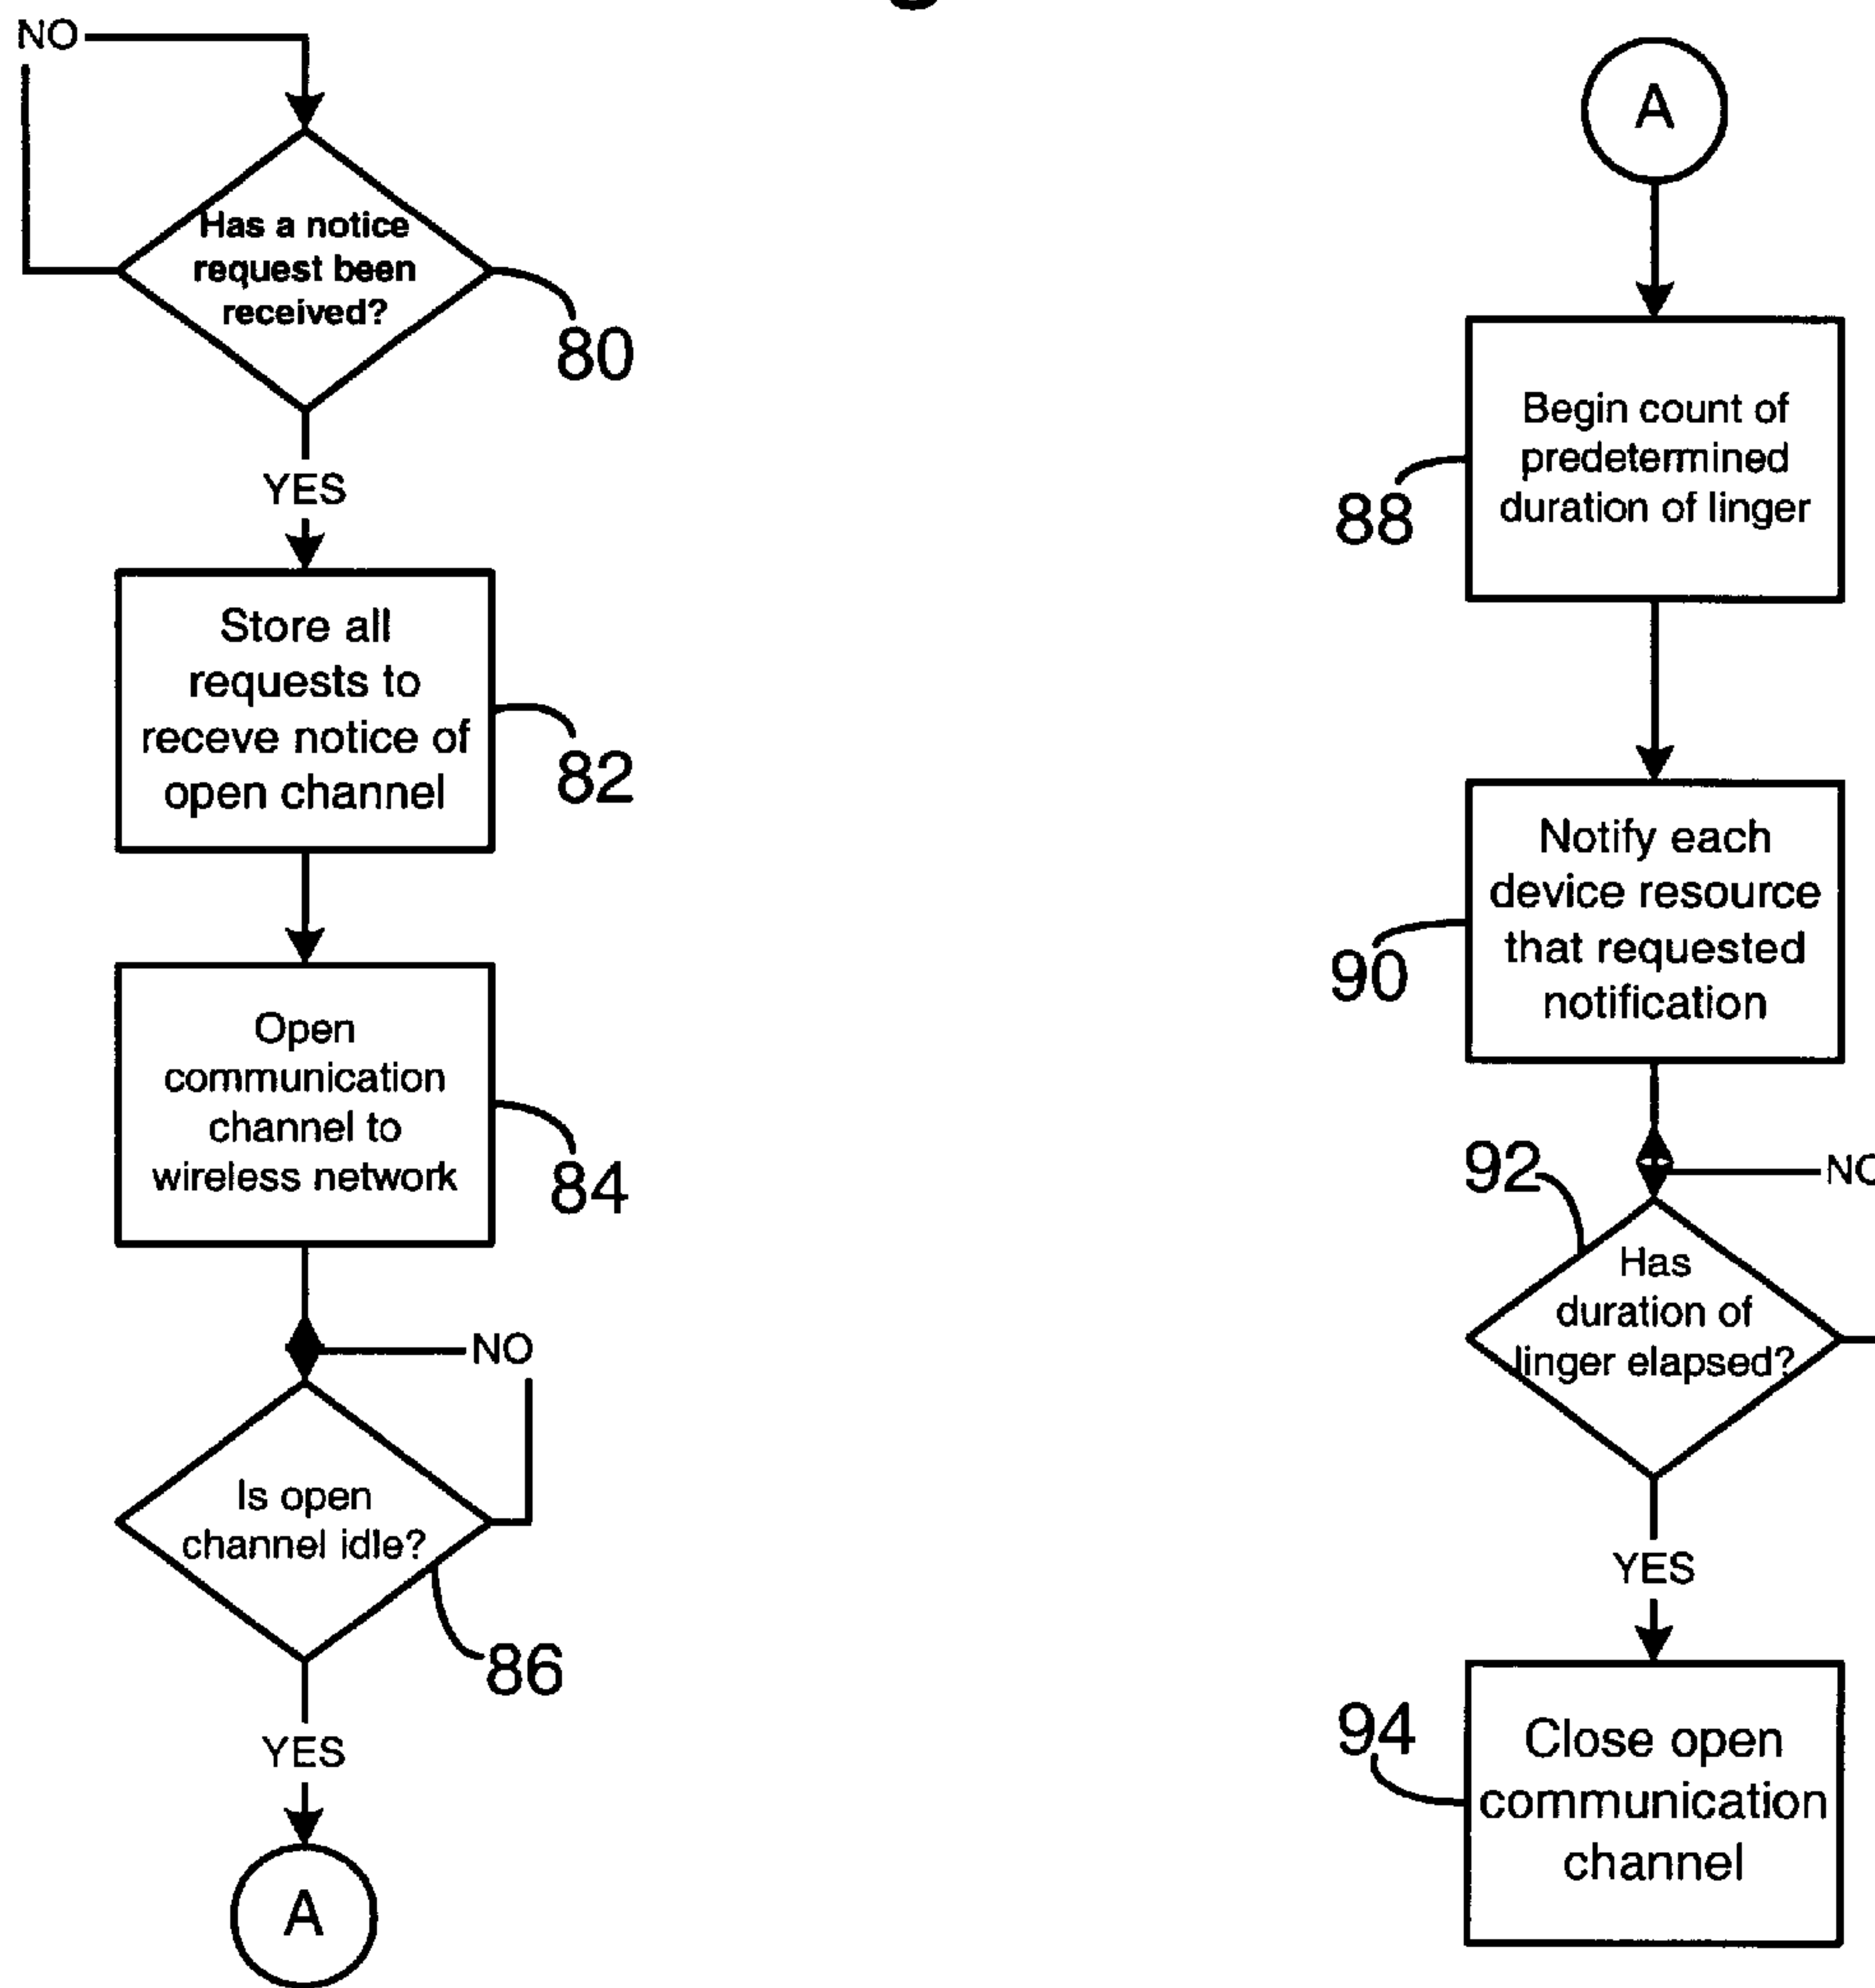 NO
Has a notice
request been
received?
80
YES
Store all
requests to
receve notice of
open channel
82
Open
communication
channel to
wireless network
84
NO
Is open
channel idle?
86
YES
A
A
Begin count of
predetermined
duration of linger
88
Notify each
device resource
that requested
notification
90
NO
92
Has
duration of
linger elapsed?
YES
94
Close open
communication
channel